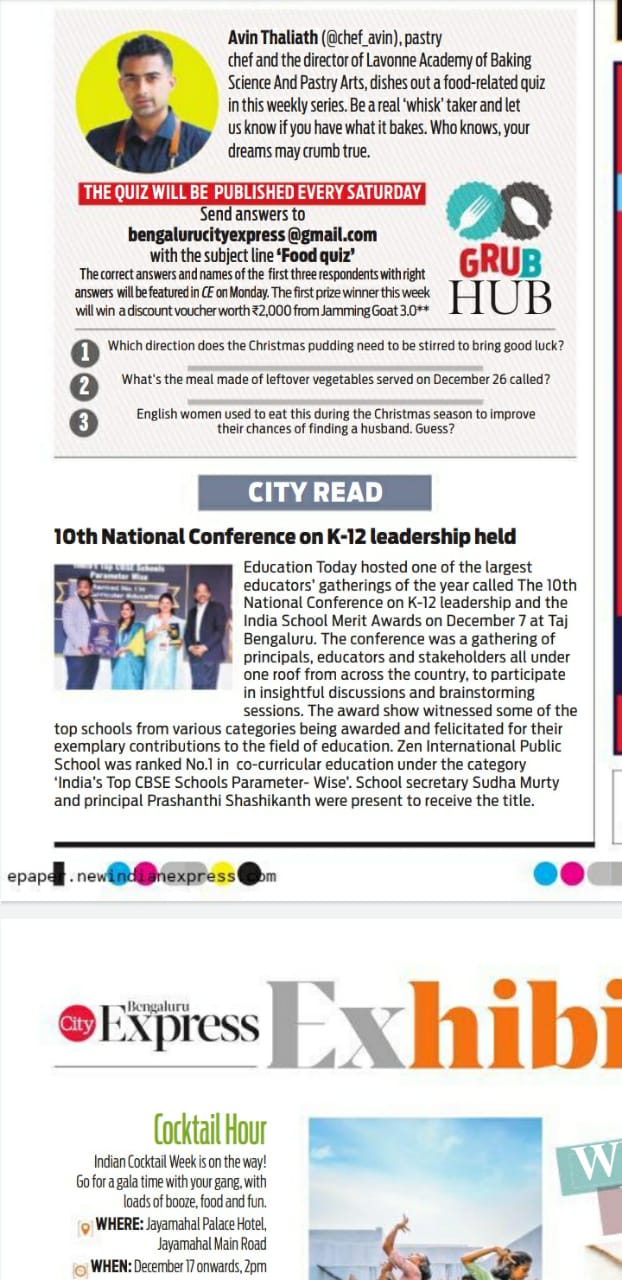 Avin Thaliath (@chef_avin), pastry
chef and the director of Lavonne Academy of Baking
Science And Pastry Arts, dishes out a food-related quiz
in this weekly series. Be a real ‘whisk’ taker and let
us know if you have what it bakes. Who knows, your
dreams may crumb true.
THE QUIZ WILL BE PUBLISHED EVERY SATURDAY
Send answers to
bengalurucityexpress@gmail.com
with the subject line ‘Food quiz’
The correct answers and names of the first three respondents with right
answers will be featured in CE on Monday. The first prize winner this week
will win a discount voucher worth ₹2,000 from Jamming Goat 3.0**
GRUB
HUB
1 Which direction does the Christmas pudding need to be stirred to bring good luck?
2 What's the meal made of leftover vegetables served on December 26 called?
3 English women used to eat this during the Christmas season to improve
their chances of finding a husband. Guess?
CITY READ
10th National Conference on K-12 leadership held
Top CBSE Schools
Parameter Wise
Education Today hosted one of the largest
educators’ gatherings of the year called The 10th
National Conference on K-12 leadership and the
India School Merit Awards on December 7 at Taj
Bengaluru. The conference was a gathering of
principals, educators and stakeholders all under
one roof from across the country, to participate
in insightful discussions and brainstorming
sessions. The award show witnessed some of the
top schools from various categories being awarded and felicitated for their
exemplary contributions to the field of education. Zen International Public
School was ranked No.1 in co-curricular education under the category
‘India’s Top CBSE Schools Parameter- Wise’. School secretary Sudha Murty
and principal Prashanthi Shashikanth were present to receive the title.
epaper.newindianexpress.com
City Bengaluru
Express
Exhibi
Cocktail Hour
Indian Cocktail Week is on the way!
Go for a gala time with your gang, with
loads of booze, food and fun.
WHERE: Jayamahal Palace Hotel,
Jayamahal Main Road
WHEN: December 17 onwards, 2pm
W